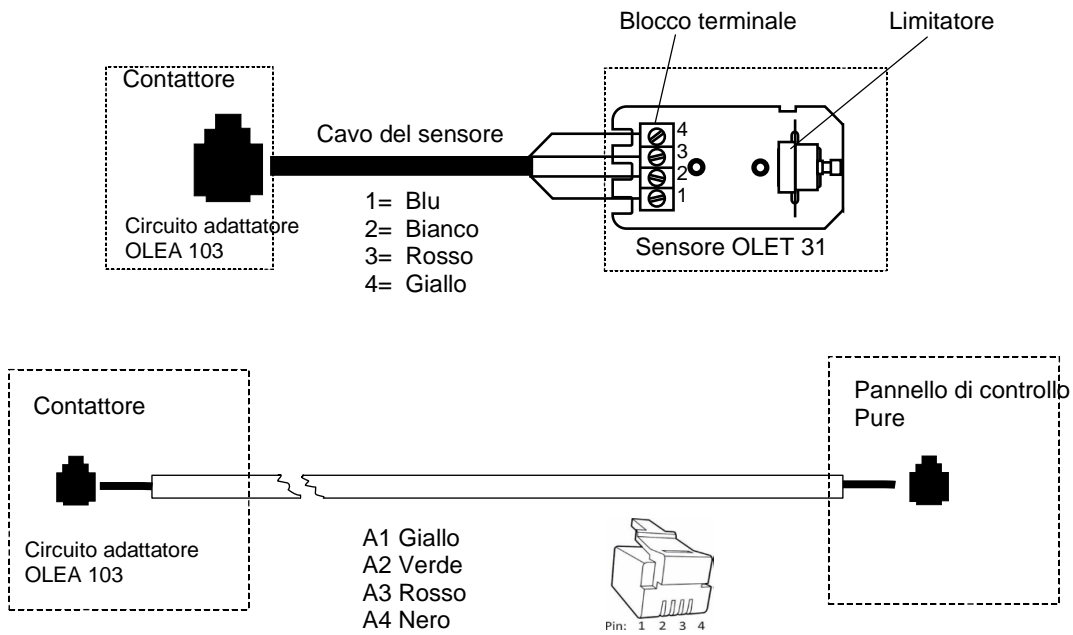 Blocco terminale
Limitatore
Contattore
Cavo del sensore
4
3
2
1
1= Blu
2= Bianco
3= Rosso
4= Giallo
Circuito adattatore
OLEA 103
Sensore OLET 31
Contattore
Pannello di controllo
Pure
Circuito adattatore
OLEA 103
A1 Giallo
A2 Verde
A3 Rosso
A4 Nero
Pin: 1 2 3 4